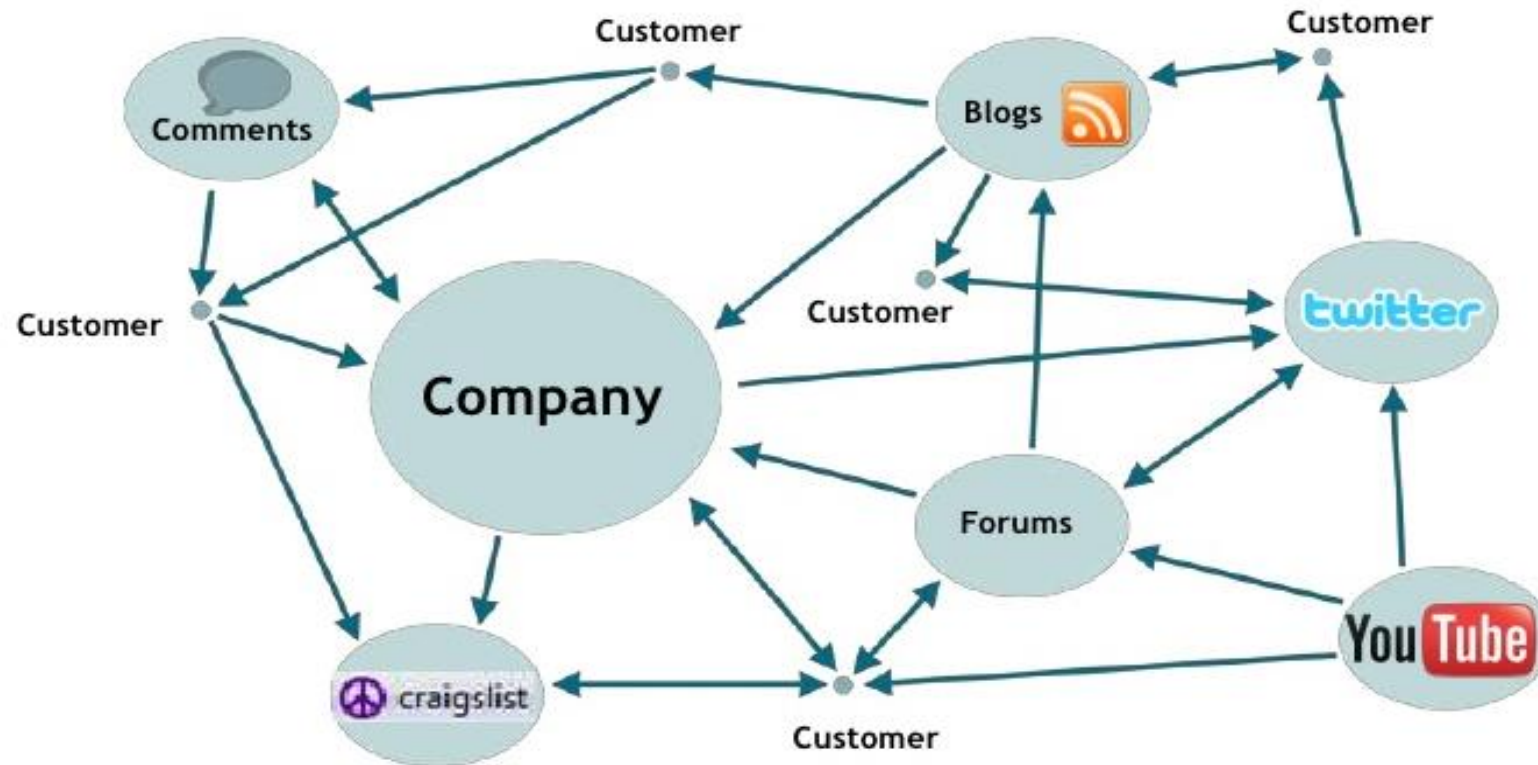 Customer
Customer
Comments
Blogs
Customer
Customer
twitter
Company
Forums
You Tube
craigslist
Customer